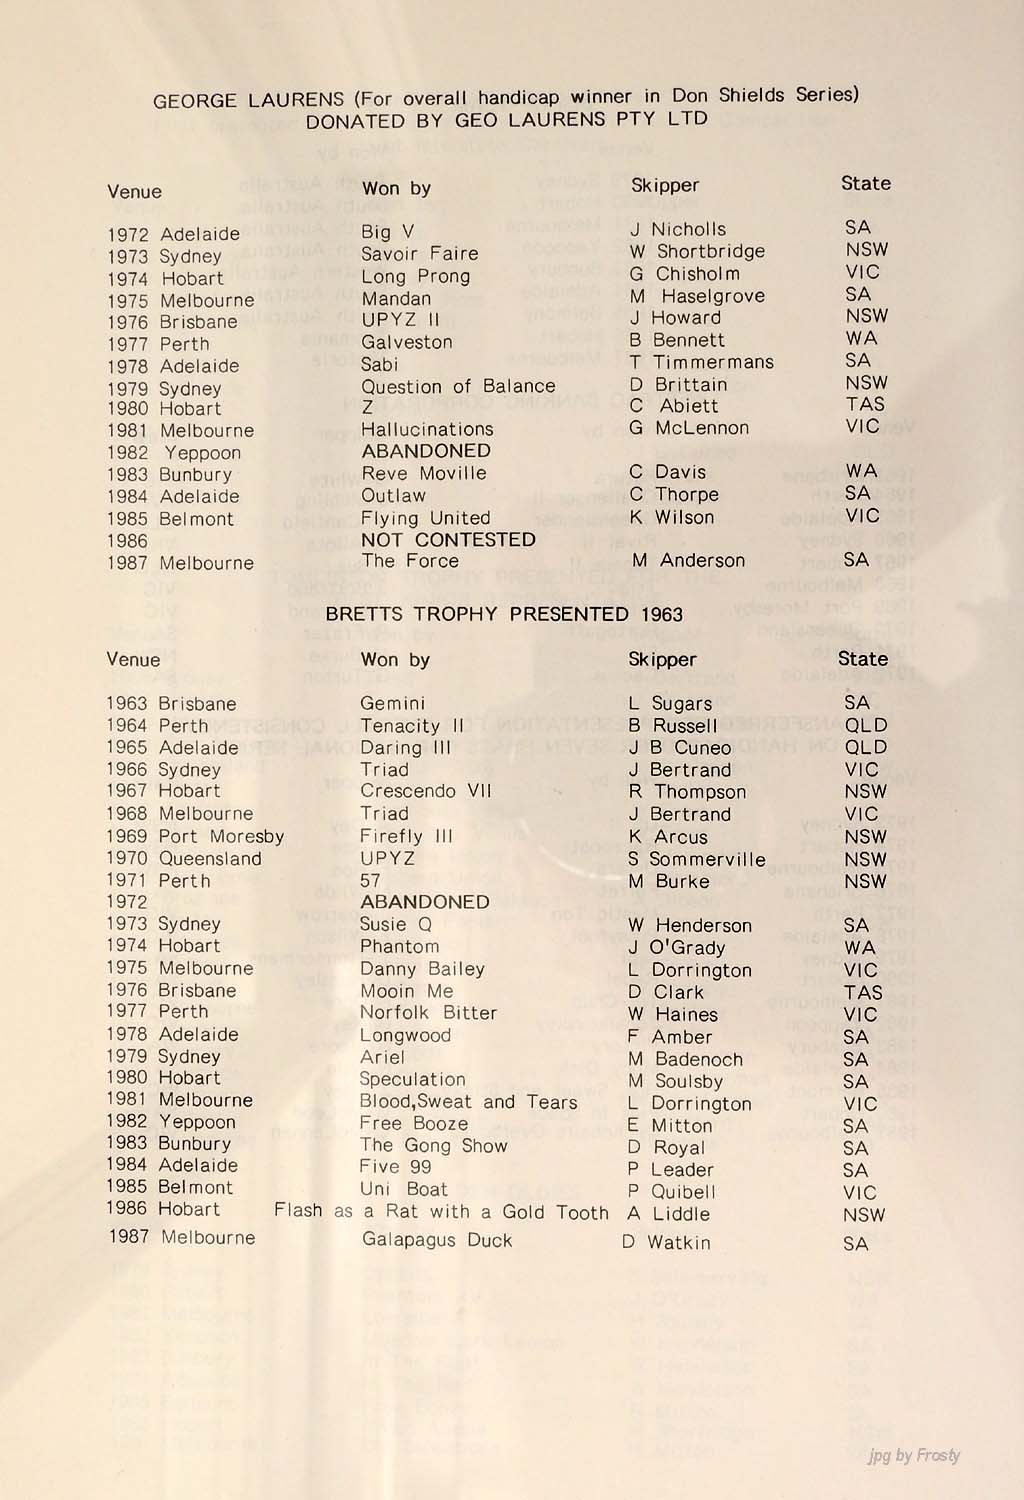 GEORGE LAURENS (For overall handicap winner in Don Shields Series)
DONATED BY GEO LAURENS PTY LTD
Venue Won by Skipper State
1972 Adelaide Big V J Nicholls SA
1973 Sydney Savoir Faire W Shortbridge NSW
1974 Hobart Long Prong G Chisholm VIC
1975 Melbourne Mandan M Haselgrove SA
1976 Brisbane UPYZ II J Howard NSW
1977 Perth Galveston B Bennett WA
1978 Adelaide Sabi T Timmermans SA
1979 Sydney Question of Balance D Brittain NSW
1980 Hobart Z C Abiett TAS
1981 Melbourne Hallucinations G McLennon VIC
1982 Yeppoon ABANDONED
1983 Bunbury Reve Moville C Davis WA
1984 Adelaide Outlaw C Thorpe SA
1985 Belmont Flying United K Wilson VIC
1986 NOT CONTESTED
1987 Melbourne The Force M Anderson SA
BRETTS TROPHY PRESENTED 1963
Venue Won by Skipper State
1963 Brisbane Gemini L Sugars SA
1964 Perth Tenacity II B Russell QLD
1965 Adelaide Daring III J B Cuneo QLD
1966 Sydney Triad J Bertrand VIC
1967 Hobart Crescendo VII R Thompson NSW
1968 Melbourne Triad J Bertrand VIC
1969 Port Moresby Firefly III K Arcus NSW
1970 Queensland UPYZ S Sommerville NSW
1971 Perth 57 M Burke NSW
1972 ABANDONED
1973 Sydney Susie Q W Henderson SA
1974 Hobart Phantom J O'Grady WA
1975 Melbourne Danny Bailey L Dorrington VIC
1976 Brisbane Mooin Me D Clark TAS
1977 Perth Norfolk Bitter W Haines VIC
1978 Adelaide Longwood F Amber SA
1979 Sydney Ariel M Badenoch SA
1980 Hobart Speculation M Soulsby SA
1981 Melbourne Blood,Sweat and Tears L Dorrington VIC
1982 Yeppoon Free Booze E Mitton SA
1983 Bunbury The Gong Show D Royal SA
1984 Adelaide Five 99 P Leader SA
1985 Belmont Uni Boat P Quibell VIC
1986 Hobart Flash as a Rat with a Gold Tooth A Liddle NSW
1987 Melbourne Galapagus Duck D Watkin SA
jpg by Frosty